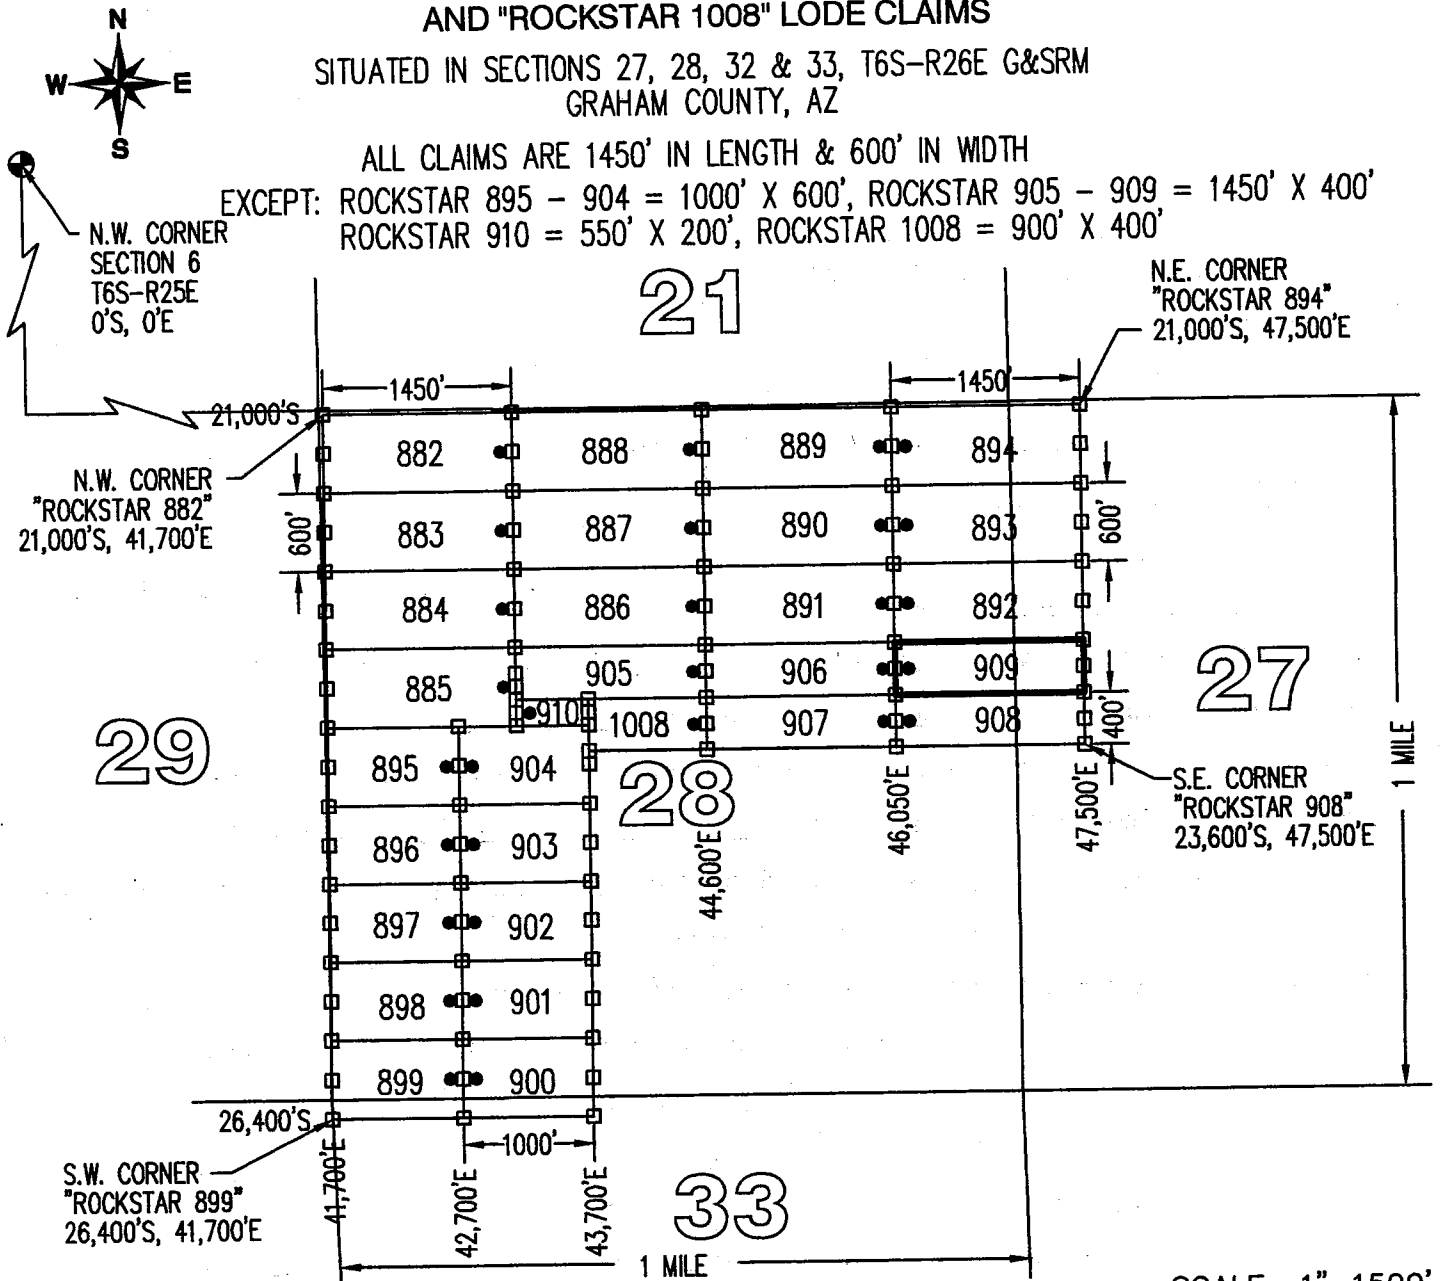 N
W E
S
AND "ROCKSTAR 1008" LODE CLAIMS
SITUATED IN SECTIONS 27, 28, 32 & 33, T6S-R26E G&SRM
GRAHAM COUNTY, AZ
ALL CLAIMS ARE 1450' IN LENGTH & 600' IN WIDTH
EXCEPT: ROCKSTAR 895 - 904 = 1000' X 600', ROCKSTAR 905 - 909 = 1450' X 400'
ROCKSTAR 910 = 550' X 200', ROCKSTAR 1008 = 900' X 400'
N.W. CORNER
SECTION 6
T6S-R25E
0'S, 0'E
21
N.E. CORNER
"ROCKSTAR 894"
21,000'S, 47,500'E
1450' 1450'
21,000'S
N.W. CORNER
"ROCKSTAR 882"
21,000'S, 41,700'E
882 888 889 894
600' 883 887 890 893 600'
884 886 891 892
885 905 906 909
910 1008 907 908 400'
29 27
895 904
28
896 903
897 902
898 901
899 900
44,600'E
46,050'E
47,500'E
S.E. CORNER
"ROCKSTAR 908"
23,600'S, 47,500'E
1 MILE
26,400'S
1000'
S.W. CORNER
"ROCKSTAR 899"
26,400'S, 41,700'E
41,700'E
42,700'E
43,700'E
33
1 MILE